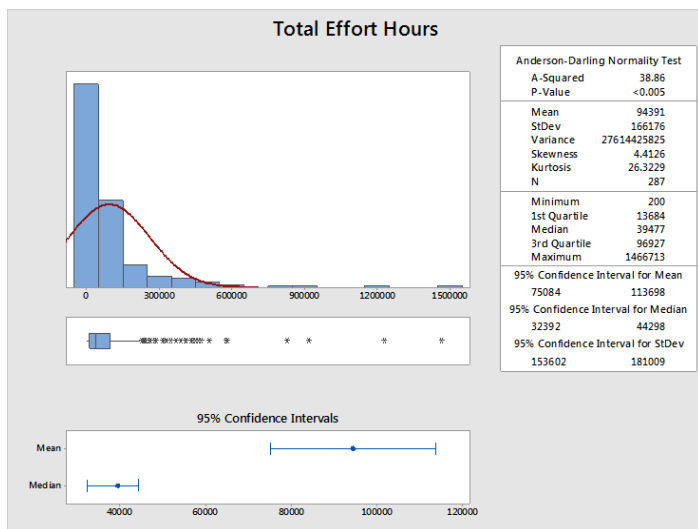 Total Effort Hours
0 300000 600000 900000 1200000 1500000
Anderson-Darling Normality Test
A-Squared 38.86
P-Value <0.005
Mean 94391
StDev 166176
Variance 27614425825
Skewness 4.4126
Kurtosis 26.3229
N 287
Minimum 200
1st Quartile 13684
Median 39477
3rd Quartile 96927
Maximum 1466713
95% Confidence Interval for Mean
75084 113698
95% Confidence Interval for Median
32392 44298
95% Confidence Interval for StDev
153602 181009
95% Confidence Intervals
Mean
Median
40000 60000 80000 100000 120000